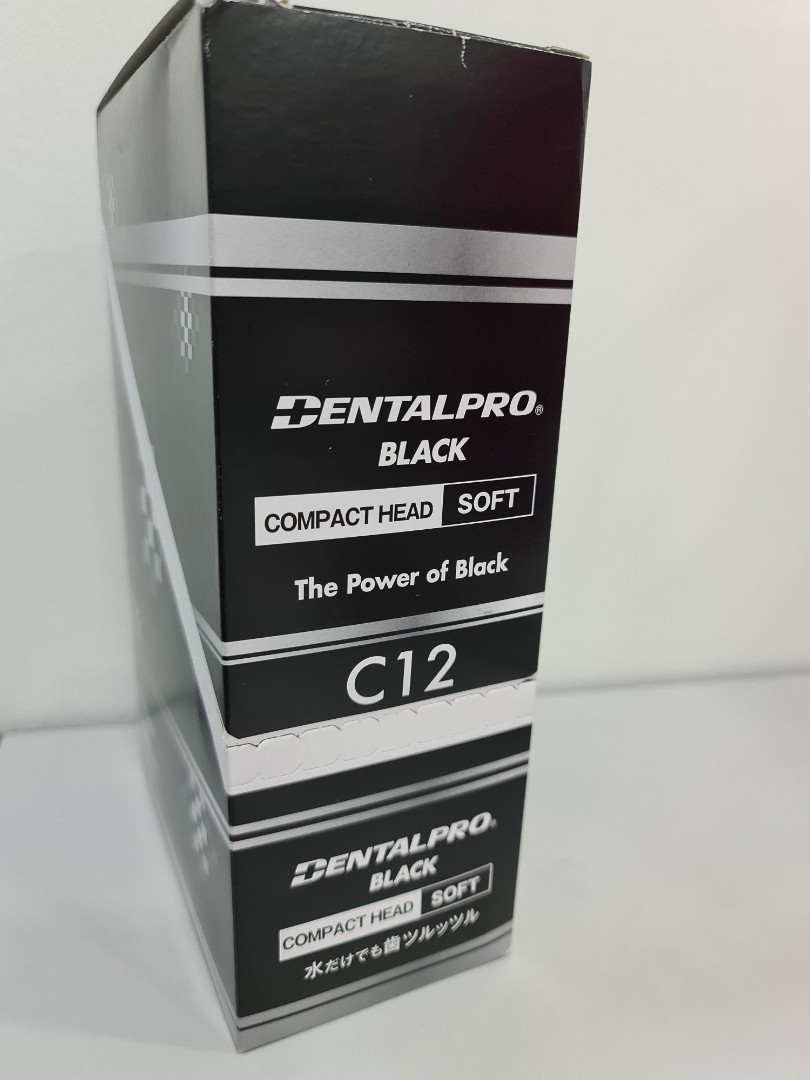 DENTALPRO®
BLACK
COMPACT HEAD SOFT
The Power of Black
C12
DENTALPRO®
BLACK
COMPACT HEAD SOFT
水だけでも歯ツルッツル